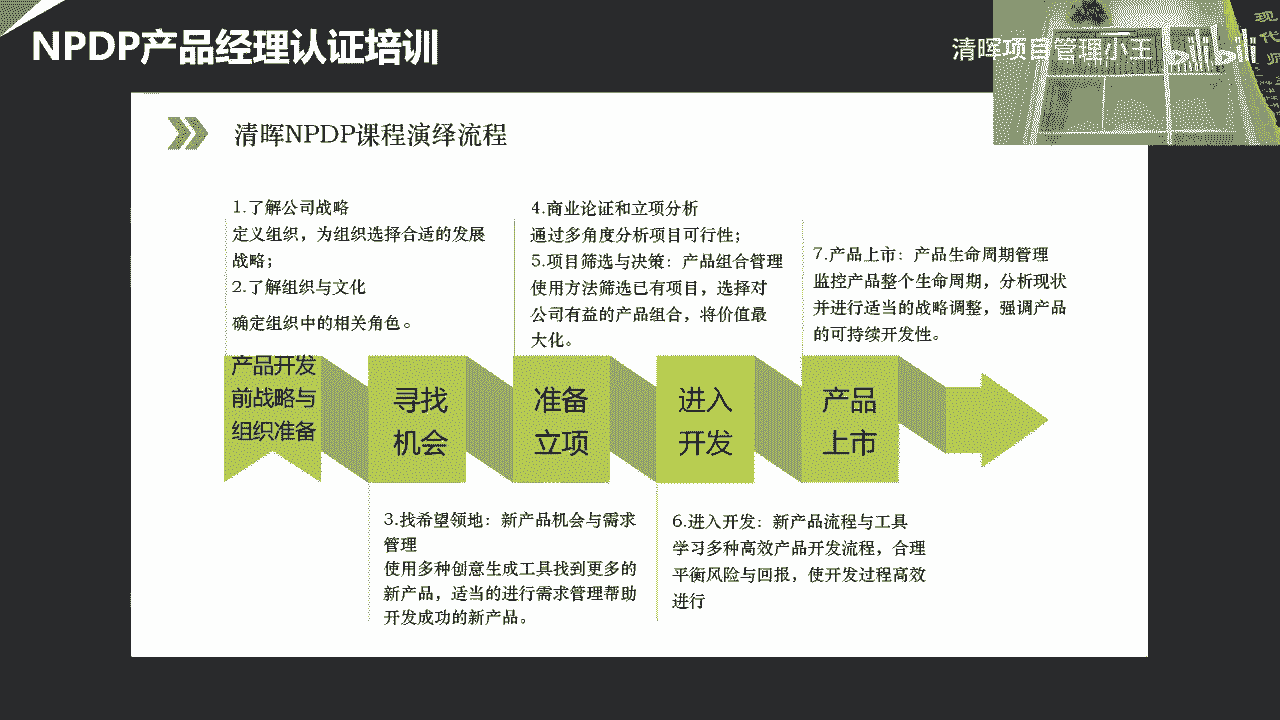 NPDP产品经理认证培训
清晖项目管理小王 bilibili
现
代
师
清晖NPDP课程演绎流程
1.了解公司战略
定义组织，为组织选择合适的发展
战略；
2.了解组织与文化
确定组织中的相关角色。
4.商业论证和立项分析
通过多角度分析项目可行性；
5.项目筛选与决策：产品组合管理
使用方法筛选已有项目，选择对
公司有益的产品组合，将价值最
大化。
7.产品上市：产品生命周期管理
监控产品整个生命周期，分析现状
并进行适当的战略调整，强调产品
的可持续开发性。
产品开发
前战略与
组织准备
寻找
机会
准备
立项
进入
开发
产品
上市
3.找希望领地：新产品机会与需求
管理
使用多种创意生成工具找到更多的
新产品，适当的进行需求管理帮助
开发成功的新产品。
6.进入开发：新产品流程与工具
学习多种高效产品开发流程，合理
平衡风险与回报，使开发过程高效
进行